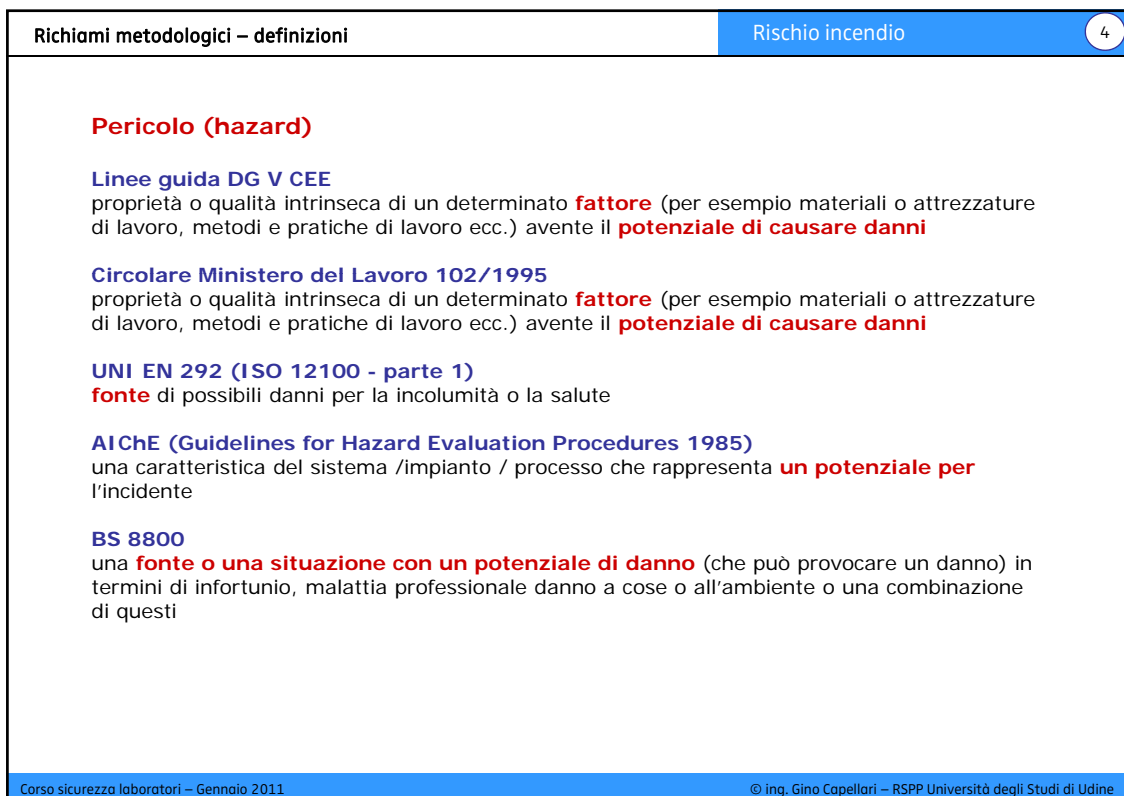 Richiami metodologici – definizioni
Rischio incendio
4
Pericolo (hazard)
Linee guida DG V CEE
proprietà o qualità intrinseca di un determinato fattore (per esempio materiali o attrezzature
di lavoro, metodi e pratiche di lavoro ecc.) avente il potenziale di causare danni
Circolare Ministero del Lavoro 102/1995
proprietà o qualità intrinseca di un determinato fattore (per esempio materiali o attrezzature
di lavoro, metodi e pratiche di lavoro ecc.) avente il potenziale di causare danni
UNI EN 292 (ISO 12100 - parte 1)
fonte di possibili danni per la incolumità o la salute
AIChE (Guidelines for Hazard Evaluation Procedures 1985)
una caratteristica del sistema /impianto / processo che rappresenta un potenziale per
l'incidente
BS 8800
una fonte o una situazione con un potenziale di danno (che può provocare un danno) in
termini di infortunio, malattia professionale danno a cose o all'ambiente o una combinazione
di questi
Corso sicurezza laboratori – Gennaio 2011
© ing. Gino Capellari – RSPP Università degli Studi di Udine